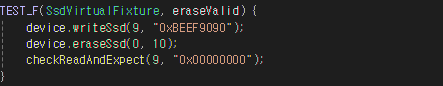 TEST_F(SsdVirtualFixture, eraseValid) {
    device.writeSsd(9, "0xBEEF9090");
    device.eraseSsd(0, 10);
    checkReadAndExpect(9, "0x00000000");
}